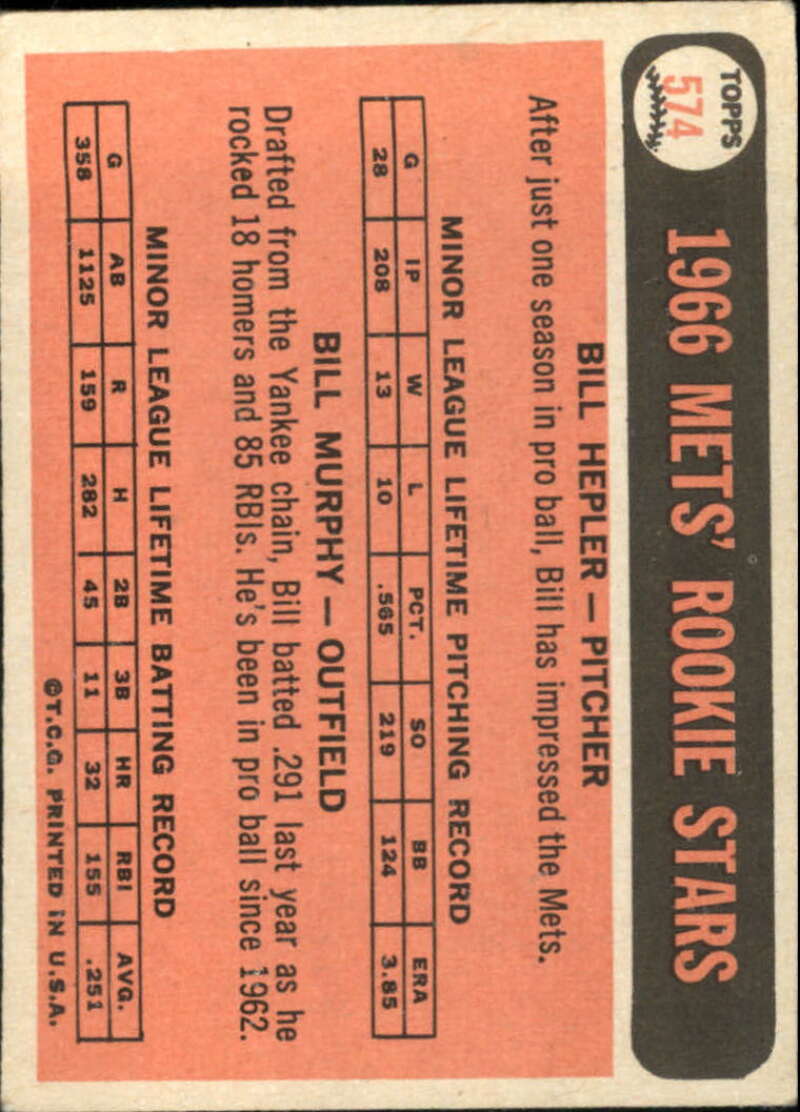 TOPPS
574
1966 METS' ROOKIE STARS
BILL HEPLER — PITCHER
After just one season in pro ball, Bill has impressed the Mets.
MINOR LEAGUE LIFETIME PITCHING RECORD
G IP W L PCT. SO BB ERA
28 208 13 10 .565 219 124 3.85
BILL MURPHY — OUTFIELD
Drafted from the Yankee chain, Bill batted .291 last year as he
rocked 18 homers and 85 RBIs. He's been in pro ball since 1962.
MINOR LEAGUE LIFETIME BATTING RECORD
G AB R H 2B 3B HR RBI AVG.
358 1125 159 282 45 11 32 155 .251
©T.C.G. PRINTED IN U.S.A.